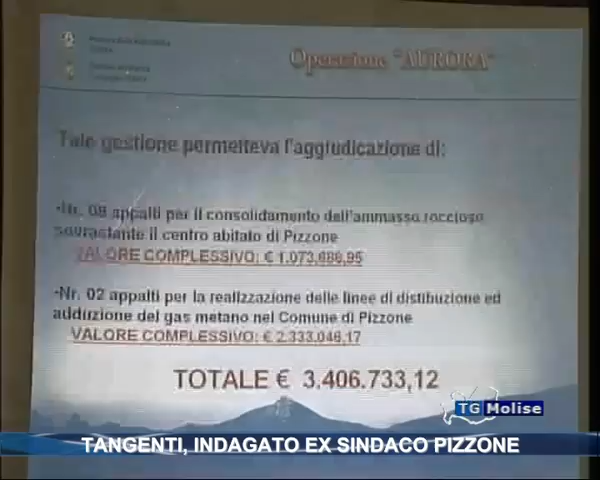 Operazione "AURORA"
Tale gestione permetteva l'aggiudicazione di:
•Nr. 08 appalti per il consolidamento dell'ammasso roccioso
sovrastante il centro abitato di Pizzone
VALORE COMPLESSIVO: € 1.073.686,95
•Nr. 02 appalti per la realizzazione delle linee di distibuzione ed
adduzione del gas metano nel Comune di Pizzone
VALORE COMPLESSIVO: € 2.333.046,17
TOTALE € 3.406.733,12
TG Molise
TANGENTI, INDAGATO EX SINDACO PIZZONE